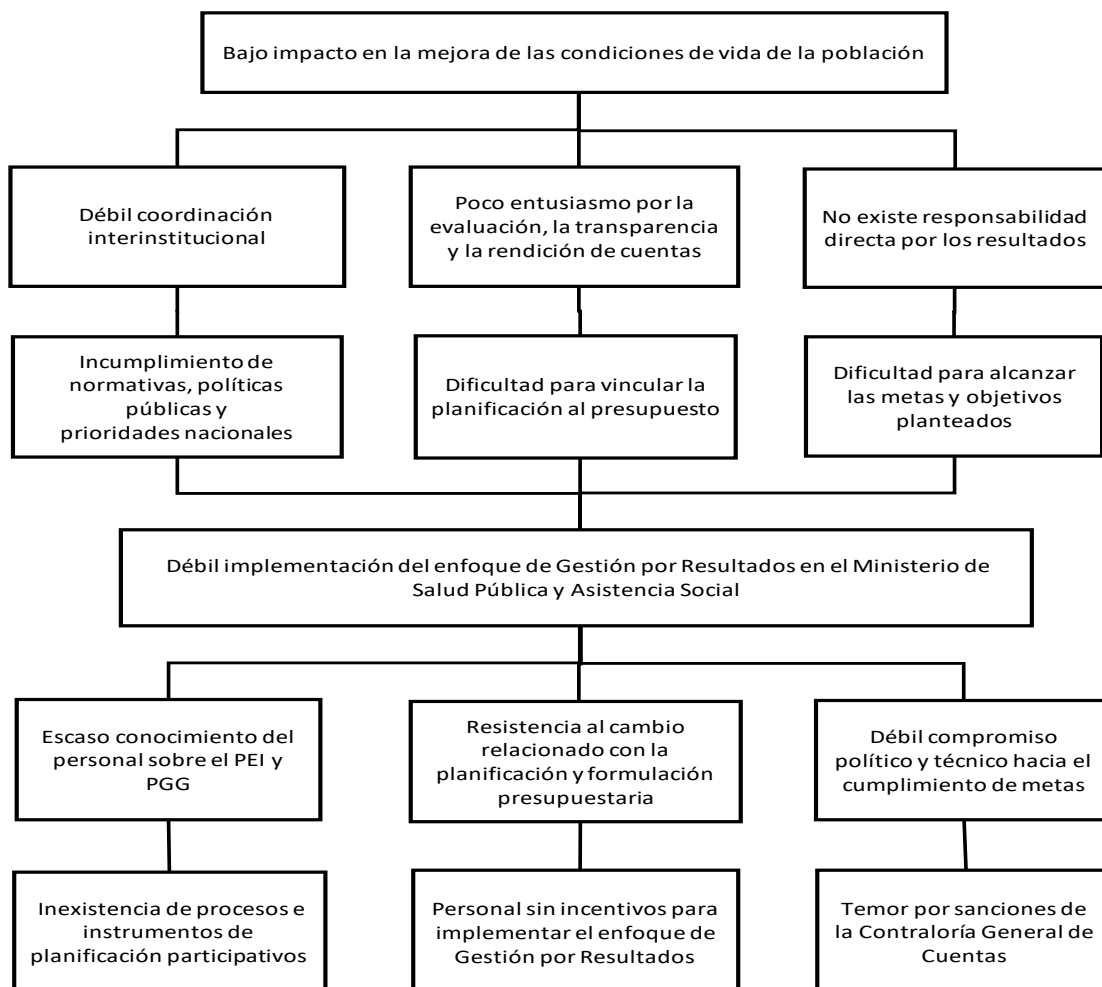 Bajo impacto en la mejora de las condiciones de vida de la población
Débil coordinación
interinstitucional
Poco entusiasmo por la
evaluación, la transparencia
y la rendición de cuentas
No existe responsabilidad
directa por los resultados
Incumplimiento de
normativas, políticas
públicas y
prioridades nacionales
Dificultad para vincular la
planificación al presupuesto
Dificultad para alcanzar
las metas y objetivos
planteados
Débil implementación del enfoque de Gestión por Resultados en el Ministerio de
Salud Pública y Asistencia Social
Escaso conocimiento del
personal sobre el PEI y
PGG
Resistencia al cambio
relacionado con la
planificación y formulación
presupuestaria
Débil compromiso
político y técnico hacia el
cumplimiento de metas
Inexistencia de procesos e
instrumentos de
planificación participativos
Personal sin incentivos para
implementar el enfoque de
Gestión por Resultados
Temor por sanciones de
la Contraloría General de
Cuentas